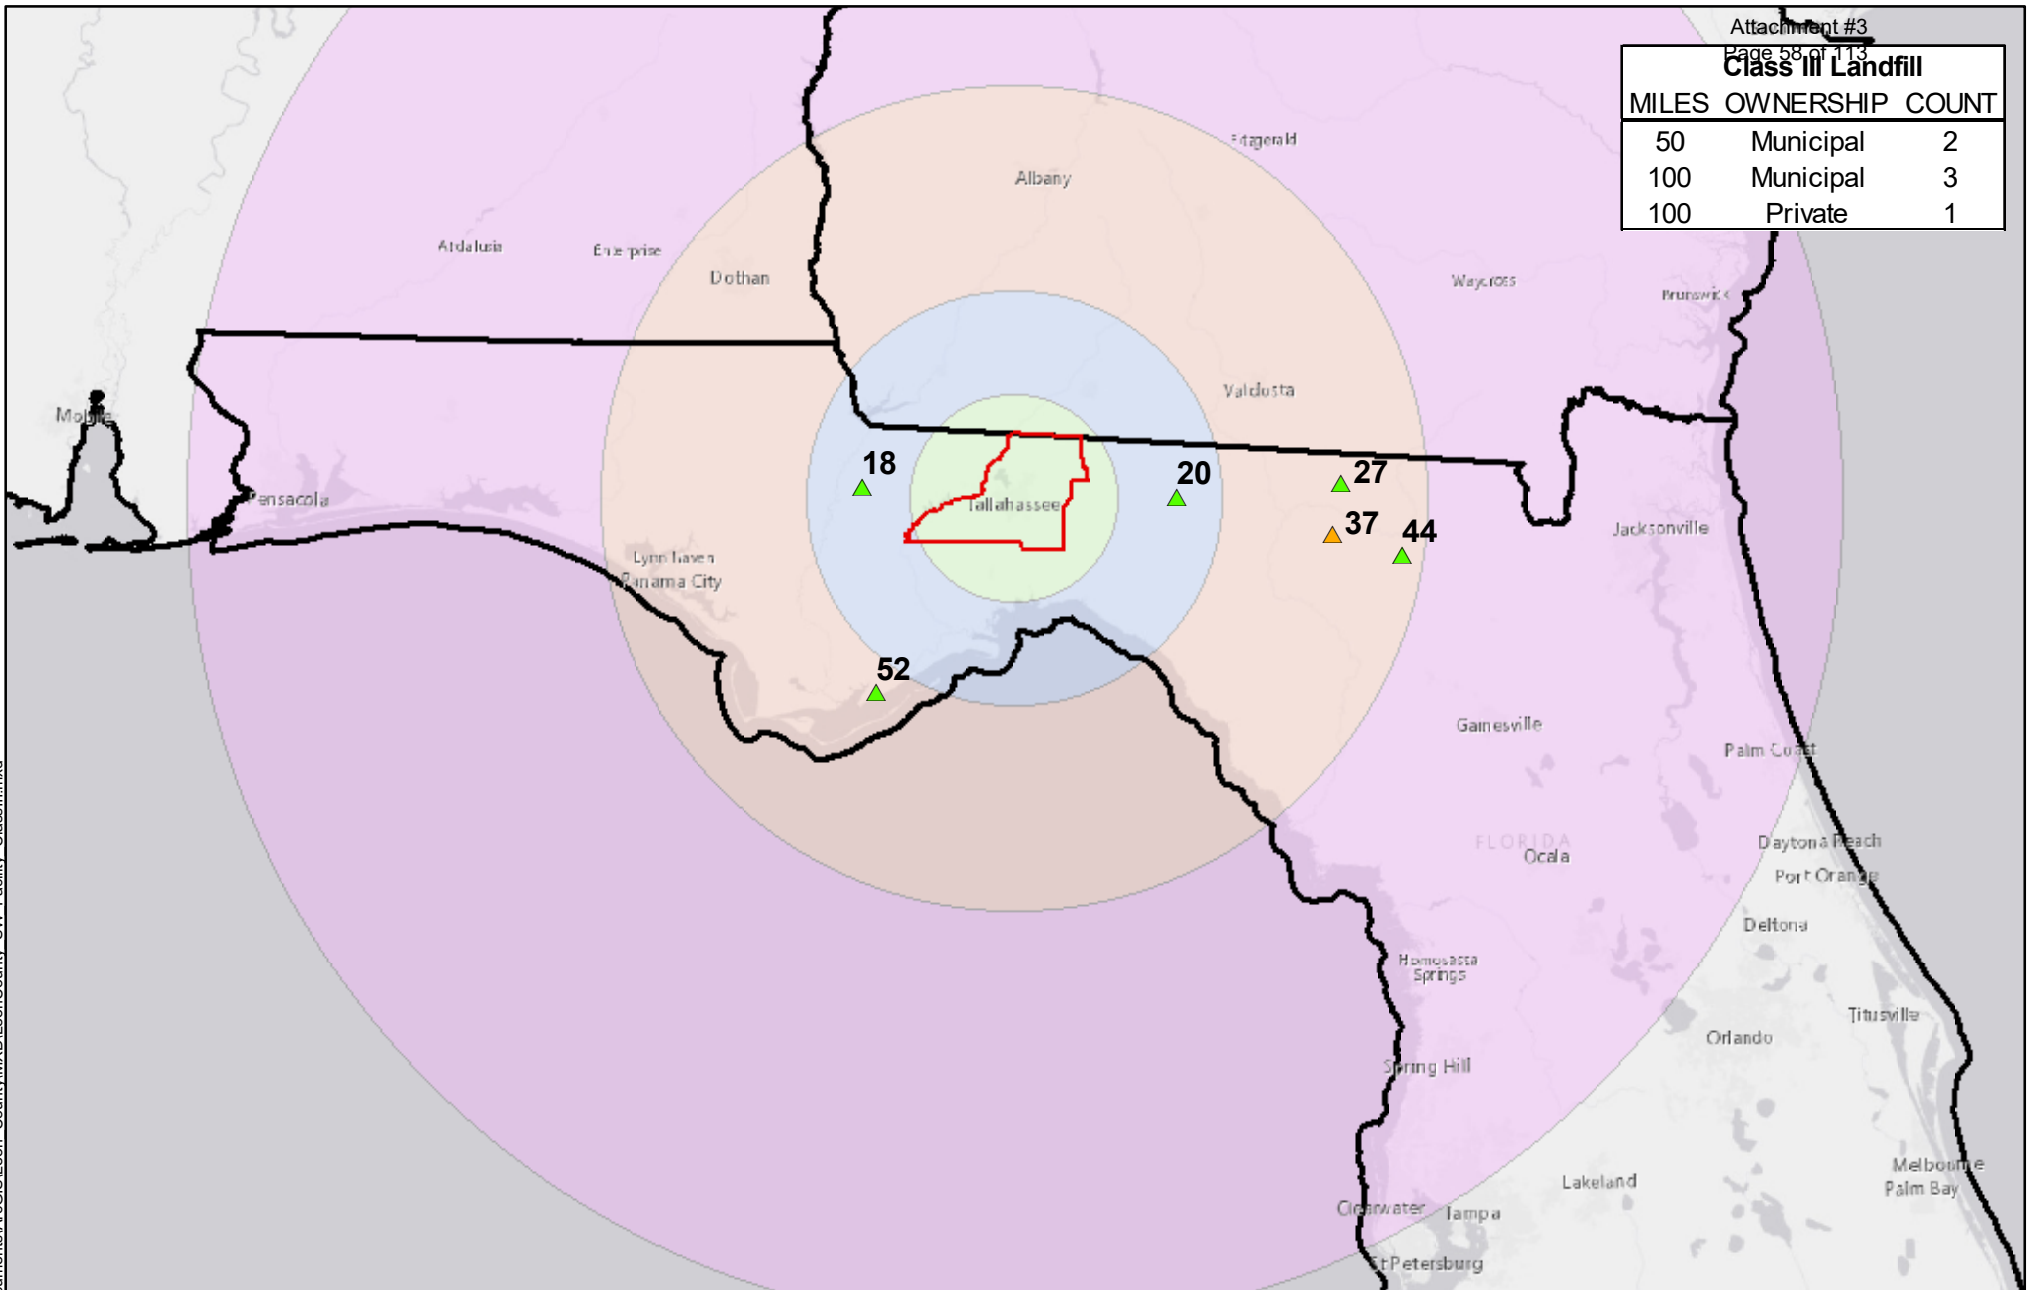 Attachment #3
Page 58 of 113
Class III Landfill
MILES OWNERSHIP COUNT
50 Municipal 2
100 Municipal 3
100 Private 1
Fitzgerald
Albany
Andalusia
Enterprise
Dothan
Waycross
Brunswick
Valdosta
Mobile
18
20
27
Pensacola
Tallahassee
37
44
Jacksonville
Lynn Haven
Panama City
52
Gainesville
Palm Coast
FLORIDA
Ocala
Daytona Beach
Port Orange
Deltona
Homosassa
Springs
Titusville
Orlando
Spring Hill
Melbourne
Palm Bay
Lakeland
Clearwater
Tampa
St Petersburg